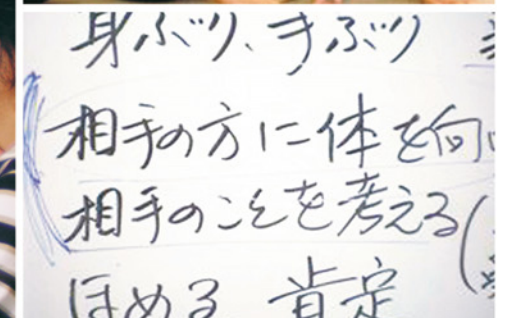 身ぶり、手ぶり
相手の方に体を向
相手のことを考える(
ほめる 肯定